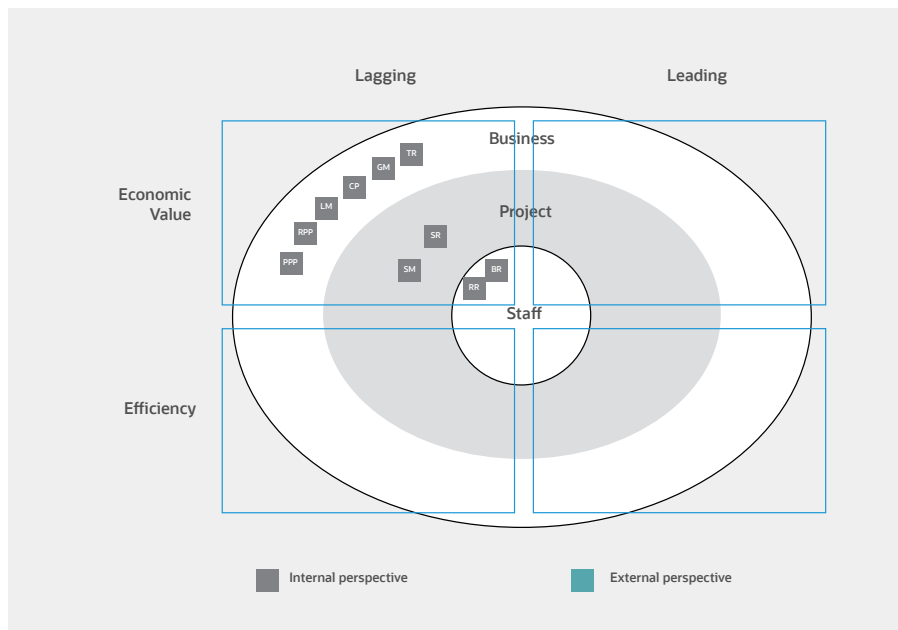 Lagging
Leading
Business
TR
GM
CP
Economic
Value
LM
Project
RPP
SR
PPP
SM
BR
RR
Staff
Efficiency
Internal perspective
External perspective